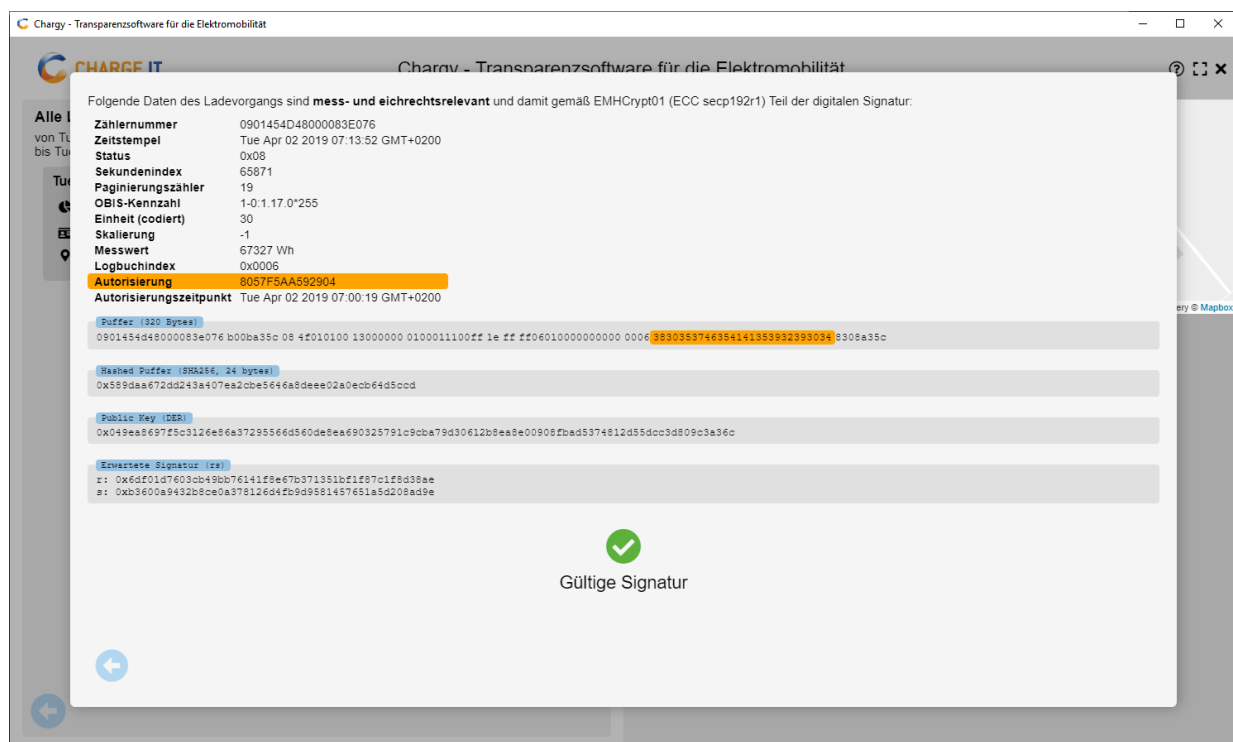 Chargy - Transparenzsoftware für die Elektromobilität
CHARGE IT
Chargy - Transparenzsoftware für die Elektromobilität
Alle
von
bis
Folgende Daten des Ladevorgangs sind mess- und eichrechtsrelevant und damit gemäß EMHCrypt01 (ECC secp192r1) Teil der digitalen Signatur:
Zählernummer 0901454D48000083E076
Zeitstempel Tue Apr 02 2019 07:13:52 GMT+0200
Status 0x08
Sekundenindex 65871
Paginierungszähler 19
OBIS-Kennzahl 1-0:1.17.0*255
Einheit (codiert) 30
Skalierung -1
Messwert 67327 Wh
Logbuchindex 0x0006
Autorisierung 8057F5AA592904
Autorisierungszeitpunkt Tue Apr 02 2019 07:00:19 GMT+0200
Puffer (320 Bytes)
0901454d48000083e076 b00ba35c 08 4f010100 13000000 0100011100ff 1e ff ff06010000000000 0006 3830353746354141353932393034 8308a35c
Hashed Puffer (SHA256, 24 bytes)
0x589daa672dd243a407ea2cbe5646a8deee02a0ecb64d5ccd
Public Key (DER)
0x049ea8697f5c3126e86a37295566d560de8ea690325791c9cba79d30612b8ea8e00908fbad5374812d55dcc3d809c3a36c
Erwartete Signatur (rs)
r: 0x6df01d7603cb49bb76141f8e67b371351bf1f87c1f8d38ae
s: 0xb3600a9432b8ce0a378126d4fb9d9581457651a5d208ad9e
Gültige Signatur
© Mapbox